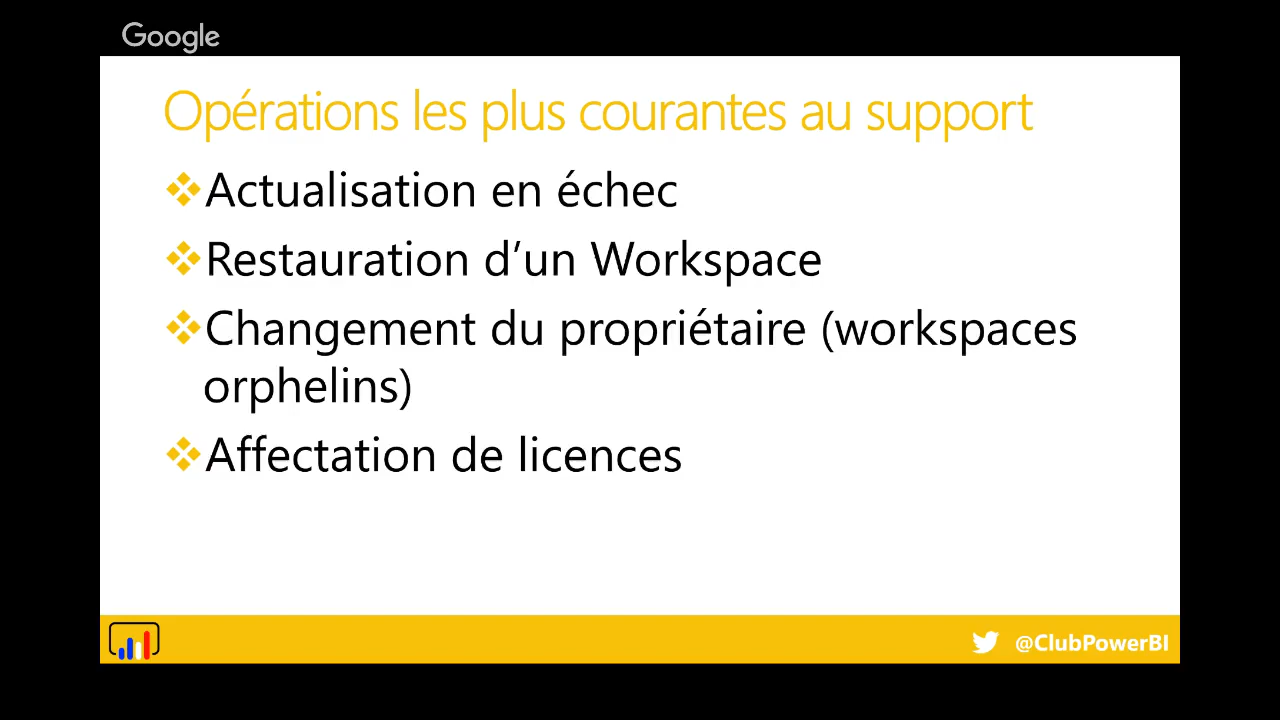 Google
Opérations les plus courantes au support
Actualisation en échec
Restauration d’un Workspace
Changement du propriétaire (workspaces
orphelins)
Affectation de licences
@ClubPowerBI